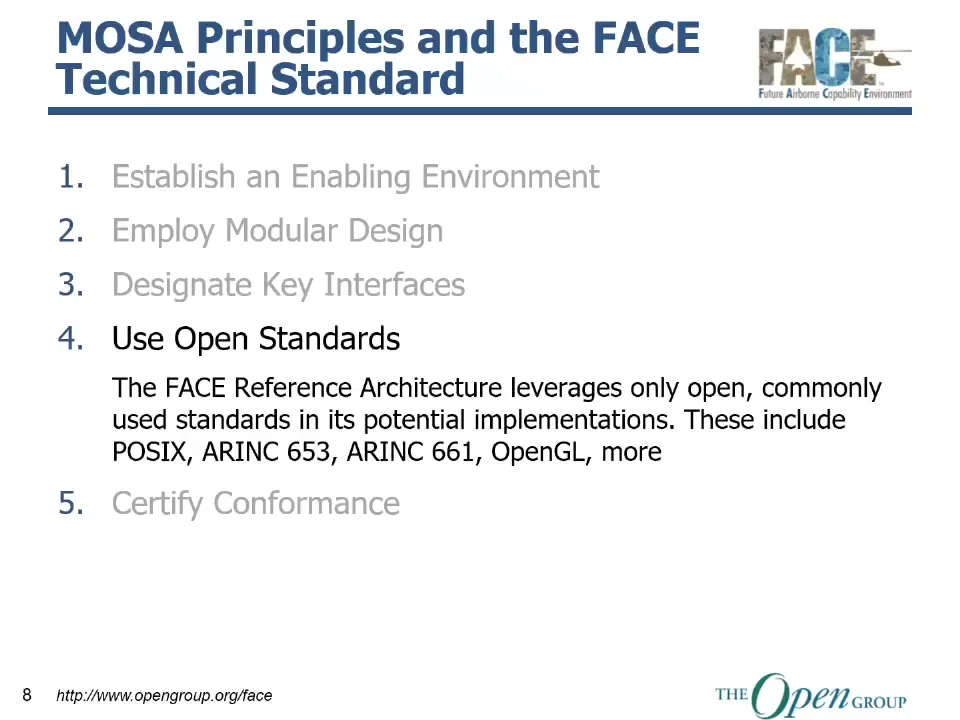 MOSA Principles and the FACE
Technical Standard
FACE
Future Airborne Capability Environment
1. Establish an Enabling Environment
2. Employ Modular Design
3. Designate Key Interfaces
4. Use Open Standards
The FACE Reference Architecture leverages only open, commonly
used standards in its potential implementations. These include
POSIX, ARINC 653, ARINC 661, OpenGL, more
5. Certify Conformance
8 http://www.opengroup.org/face
THE Open GROUP